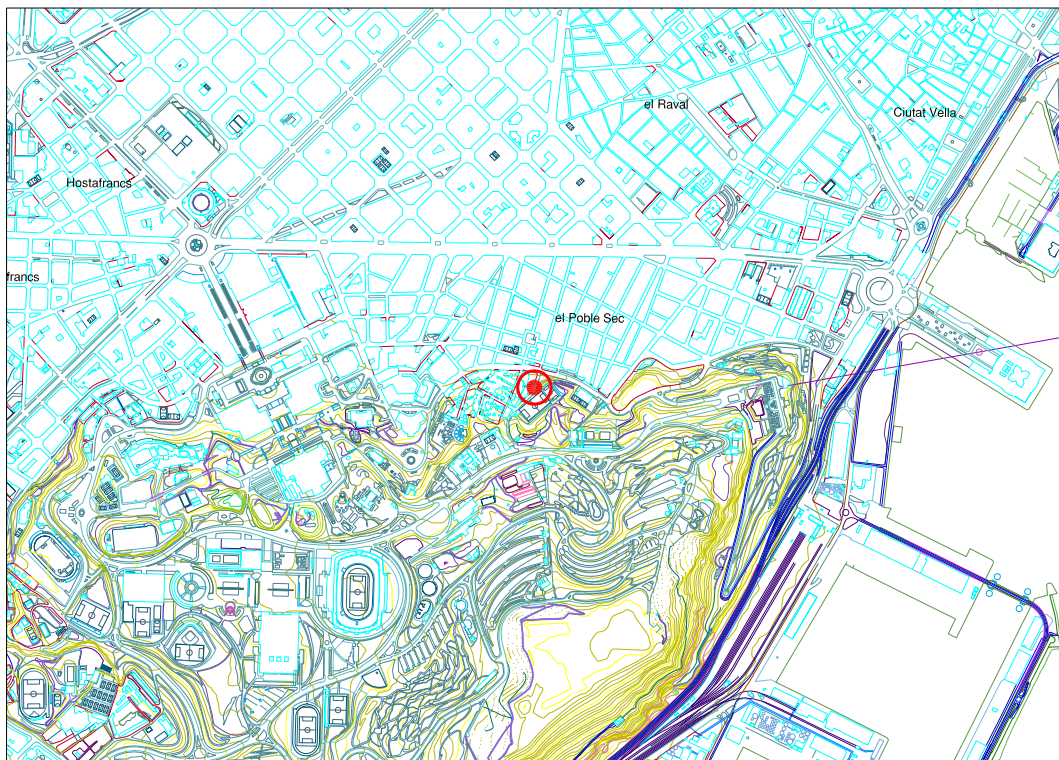 el Raval
Ciutat Vella
Hostafrancs
francs
el Poble Sec